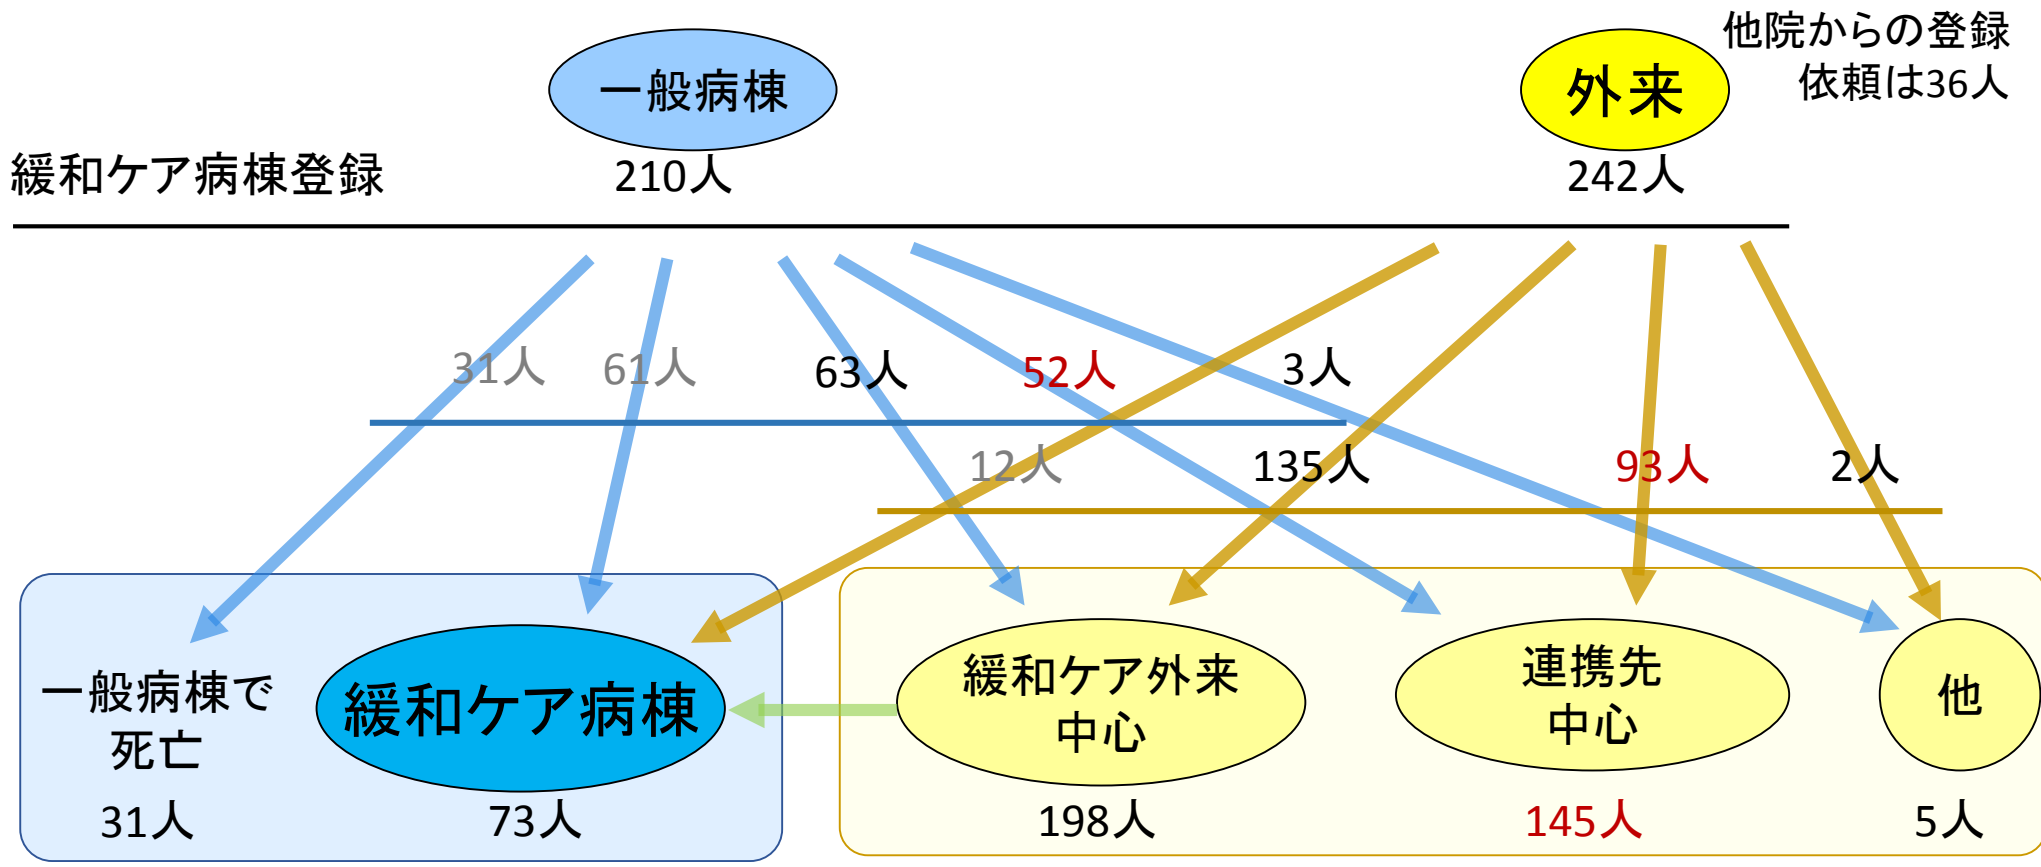 他院からの登録
依頼は36人
一般病棟
外来
緩和ケア病棟登録
210人
242人
31人
61人
63人
52人
3人
12人
135人
93人
2人
一般病棟で
死亡
31人
緩和ケア病棟
73人
緩和ケア外来
中心
198人
連携先
中心
145人
他
5人